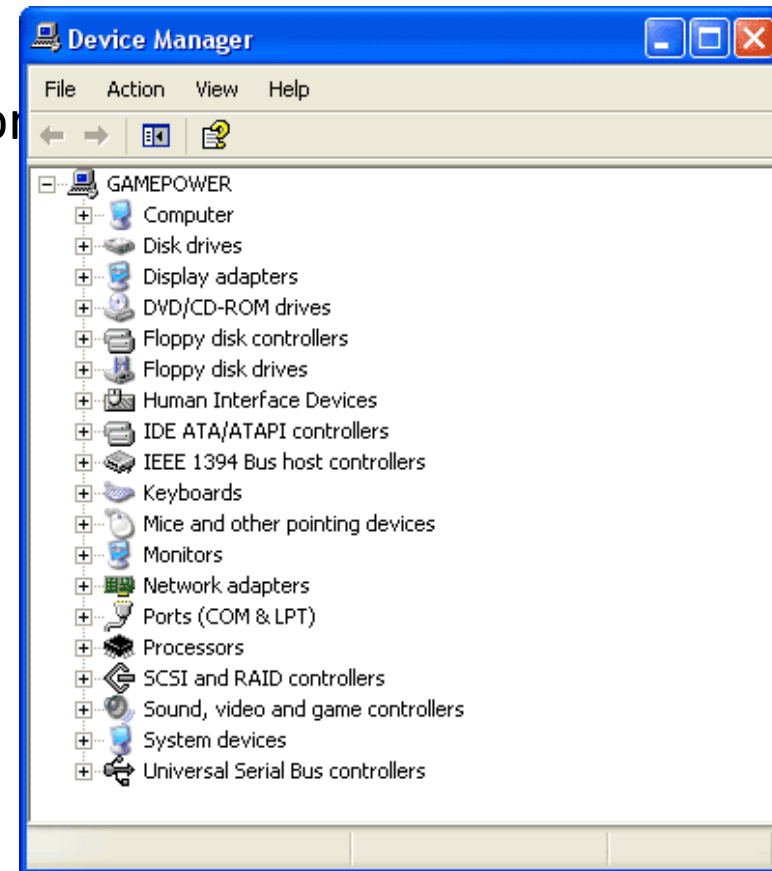 Device Manager
File Action View Help
GAMEPOWER
Computer
Disk drives
Display adapters
DVD/CD-ROM drives
Floppy disk controllers
Floppy disk drives
Human Interface Devices
IDE ATA/ATAPI controllers
IEEE 1394 Bus host controllers
Keyboards
Mice and other pointing devices
Monitors
Network adapters
Ports (COM & LPT)
Processors
SCSI and RAID controllers
Sound, video and game controllers
System devices
Universal Serial Bus controllers